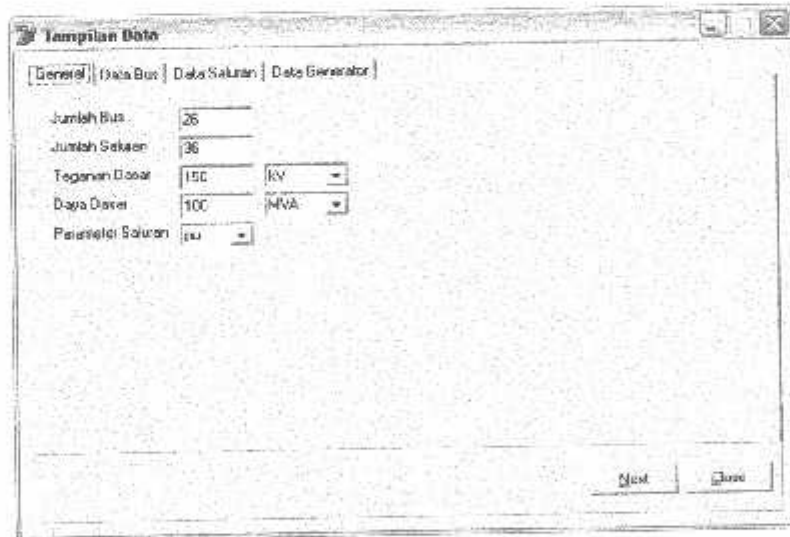 Tampilan Data
General Data Bus Data Saluran Data Generator
Jumlah Bus 26
Jumlah Saluran 36
Tegangan Dasar 150 kV
Daya Dasar 100 MVA
Parameter Saluran pu
Next Close